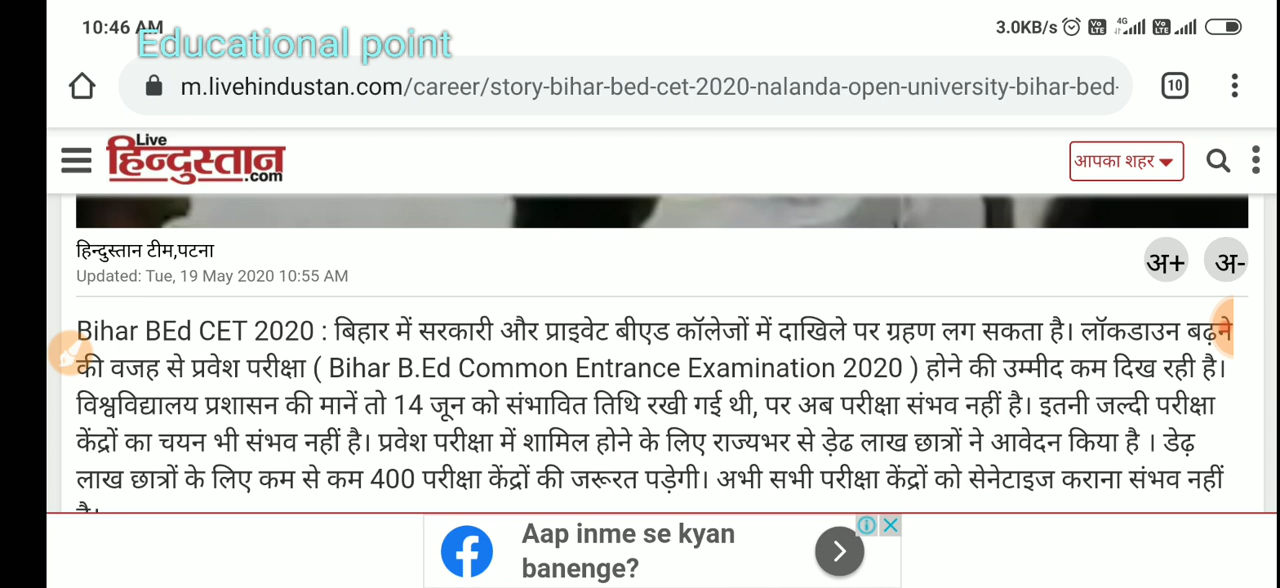 10:46 AM
3.0KB/s
4G
Educational point
m.livehindustan.com/career/story-bihar-bed-cet-2020-nalanda-open-university-bihar-bed-
10
Live
हिन्दुस्तान
.com
आपका शहर
हिन्दुस्तान टीम,पटना
Updated: Tue, 19 May 2020 10:55 AM
अ+ अ-
Bihar BEd CET 2020 : बिहार में सरकारी और प्राइवेट बीएड कॉलेजों में दाखिले पर ग्रहण लग सकता है। लॉकडाउन बढ़ने
की वजह से प्रवेश परीक्षा ( Bihar B.Ed Common Entrance Examination 2020 ) होने की उम्मीद कम दिख रही है।
विश्वविद्यालय प्रशासन की मानें तो 14 जून को संभावित तिथि रखी गई थी, पर अब परीक्षा संभव नहीं है। इतनी जल्दी परीक्षा
केंद्रों का चयन भी संभव नहीं है। प्रवेश परीक्षा में शामिल होने के लिए राज्यभर से ड़ेढ लाख छात्रों ने आवेदन किया है । डेढ़
लाख छात्रों के लिए कम से कम 400 परीक्षा केंद्रों की जरूरत पड़ेगी। अभी सभी परीक्षा केंद्रों को सेनेटाइज कराना संभव नहीं
Aap inme se kyan
banenge?